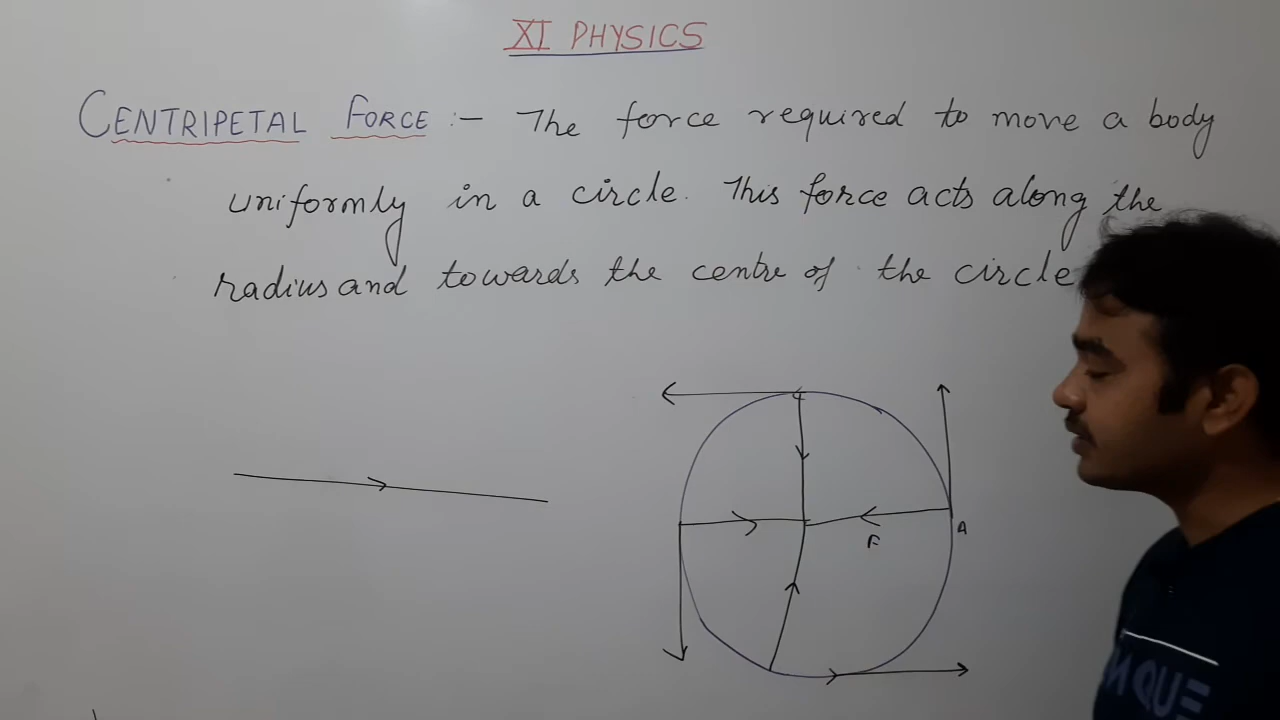 XI PHYSICS
CENTRIPETAL FORCE :- The force required to move a body
uniformly in a circle. This force acts along the
radius and towards the centre of the circle
A
F